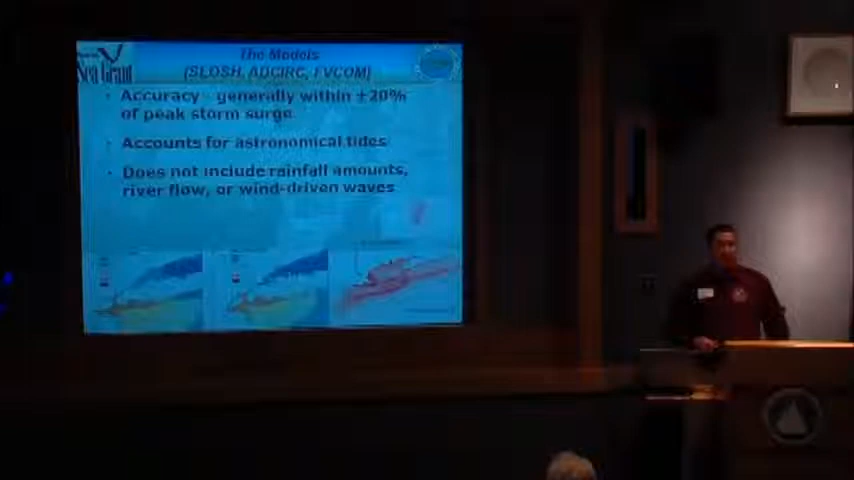 Sea Grant
The Models
(SLOSH, ADCIRC, FVCOM)
· Accuracy - generally within ±20%
of peak storm surge
· Accounts for astronomical tides
· Does not include rainfall amounts,
river flow, or wind-driven waves